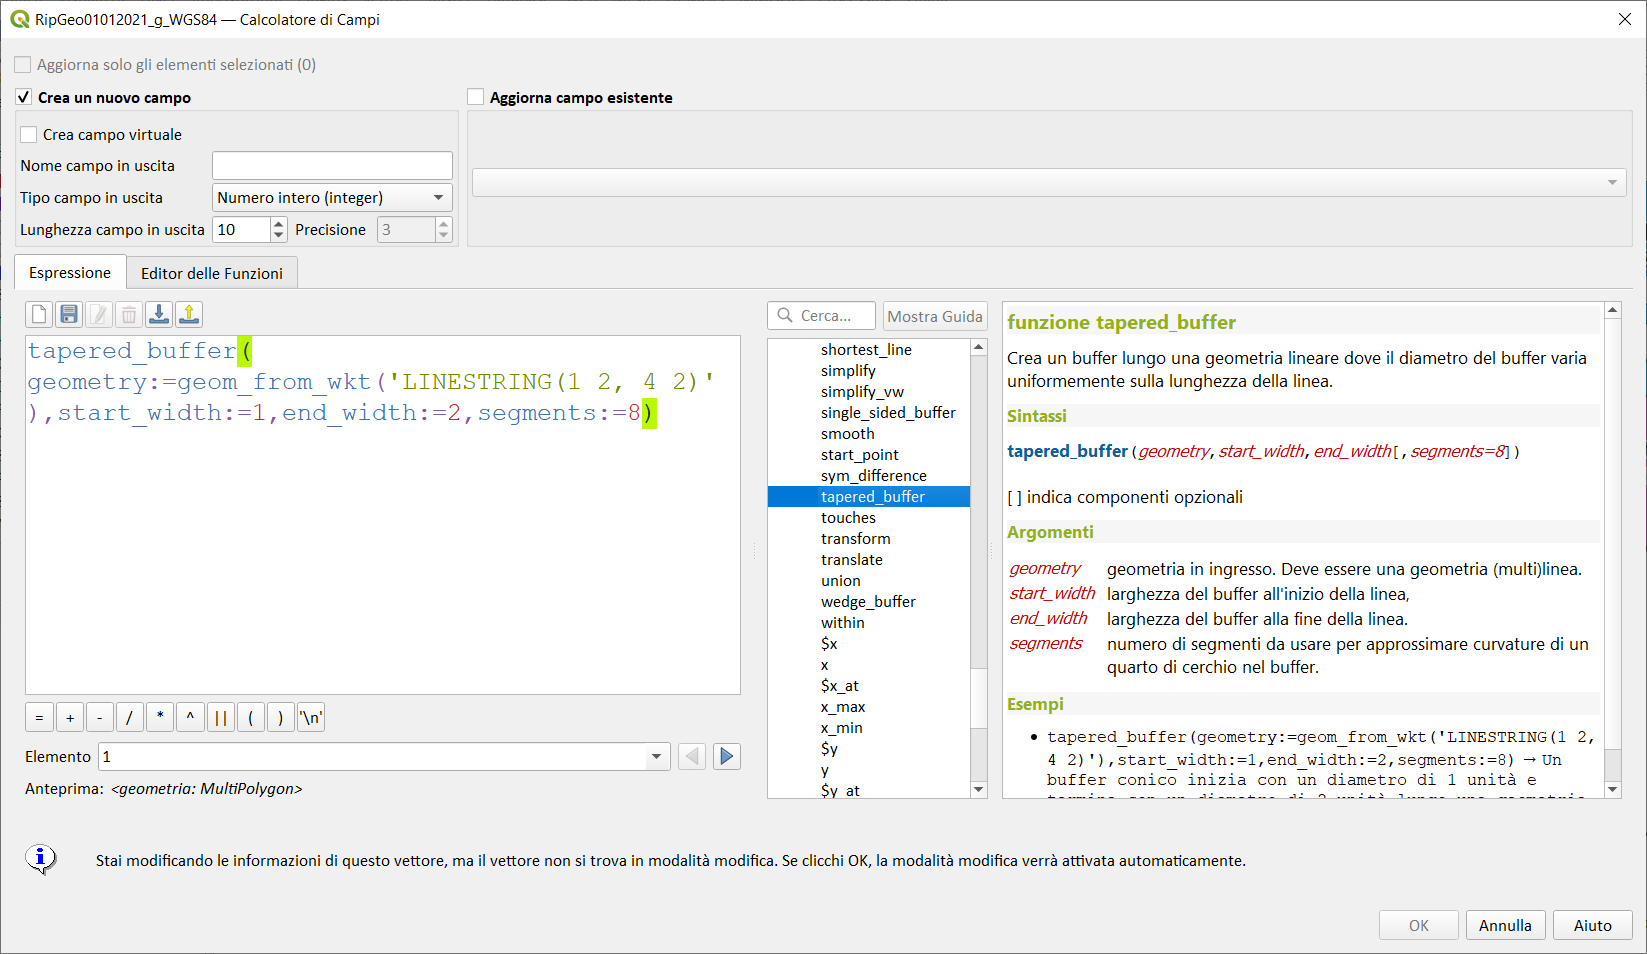 RipGeo01012021_g_WGS84 — Calcolatore di Campi
Aggiorna solo gli elementi selezionati (0)
Crea un nuovo campo
Aggiorna campo esistente
Crea campo virtuale
Nome campo in uscita
Tipo campo in uscita
Numero intero (integer)
Lunghezza campo in uscita
10
Precisione
3
Espressione
Editor delle Funzioni
tapered_buffer(
geometry:=geom_from_wkt('LINESTRING(1 2, 4 2)'
),start_width:=1,end_width:=2,segments:=8)
=
+
-
/
*
^
||
(
)
'\n'
Elemento
1
Anteprima: <geometria: MultiPolygon>
Cerca...
Mostra Guida
shortest_line
simplify
simplify_vw
single_sided_buffer
smooth
start_point
sym_difference
tapered_buffer
touches
transform
translate
union
wedge_buffer
within
$x
x
$x_at
x_max
x_min
$y
y
$y_at
funzione tapered_buffer
Crea un buffer lungo una geometria lineare dove il diametro del buffer varia
uniformemente sulla lunghezza della linea.
Sintassi
tapered_buffer(geometry,start_width,end_width[,segments=8])
[ ] indica componenti opzionali
Argomenti
geometry geometria in ingresso. Deve essere una geometria (multi)linea.
start_width larghezza del buffer all'inizio della linea,
end_width larghezza del buffer alla fine della linea.
segments numero di segmenti da usare per approssimare curvature di un
quarto di cerchio nel buffer.
Esempi
• tapered_buffer(geometry:=geom_from_wkt('LINESTRING(1 2,
4 2)'),start_width:=1,end_width:=2,segments:=8) → Un
buffer conico inizia con un diametro di 1 unità e
termina con un diametro di 2 unità lungo una geometria
Stai modificando le informazioni di questo vettore, ma il vettore non si trova in modalità modifica. Se clicchi OK, la modalità modifica verrà attivata automaticamente.
OK
Annulla
Aiuto